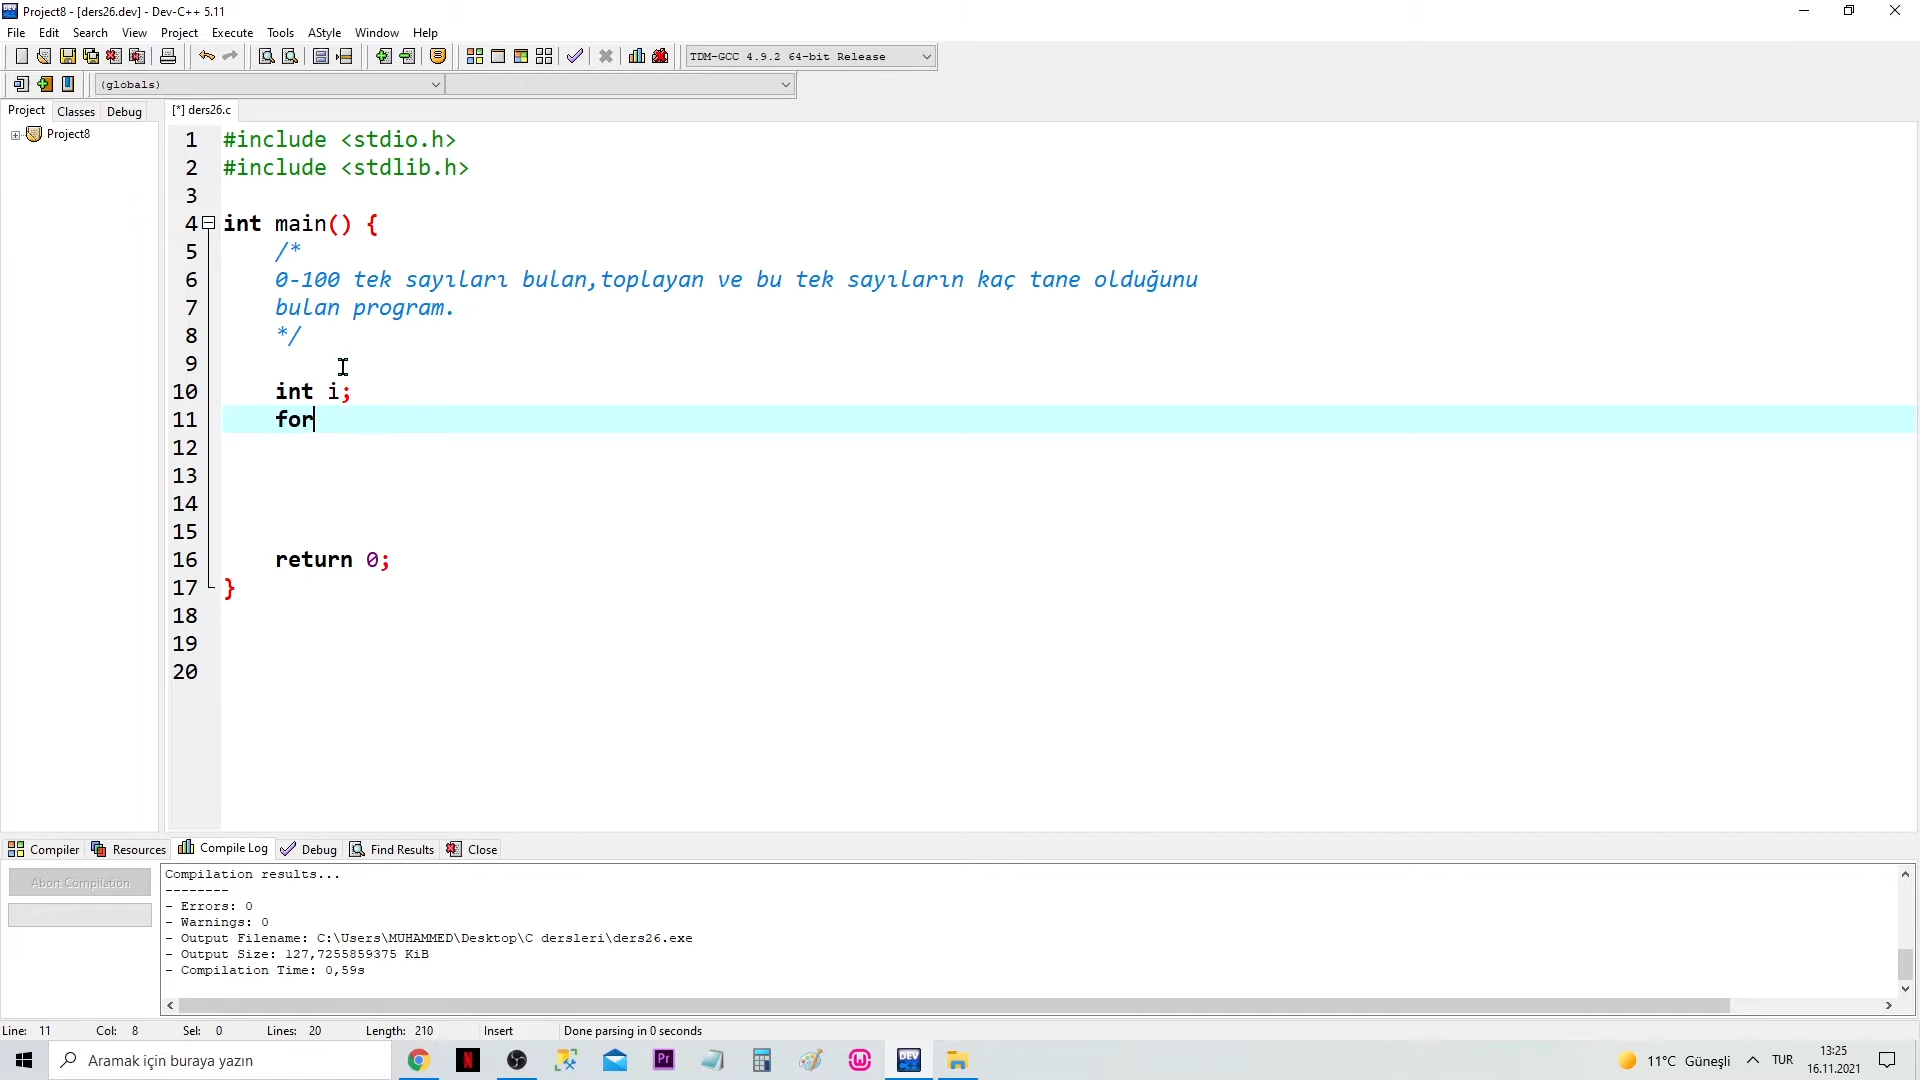 Project8 - [ders26.dev] - Dev-C++ 5.11
File Edit Search View Project Execute Tools AStyle Window Help
TDM-GCC 4.9.2 64-bit Release
(globals)
Project Classes Debug
[*] ders26.c
Project8
1 #include <stdio.h>
2 #include <stdlib.h>
3
4 int main() {
5 /*
6 0-100 tek sayıları bulan,toplayan ve bu tek sayıların kaç tane olduğunu
7 bulan program.
8 */
9
10 int i;
11 for
12
13
14
15
16 return 0;
17 }
18
19
20
Compiler Resources Compile Log Debug Find Results Close
Abort Compilation
Compilation results...
--------
- Errors: 0
- Warnings: 0
- Output Filename: C:\Users\MUHAMMED\Desktop\C dersleri\ders26.exe
- Output Size: 127,7255859375 KiB
- Compilation Time: 0,59s
Line: 11 Col: 8 Sel: 0 Lines: 20 Length: 210 Insert Done parsing in 0 seconds
Aramak için buraya yazın
N
Pr
DEV
11°C Güneşli
TUR
13:25
16.11.2021